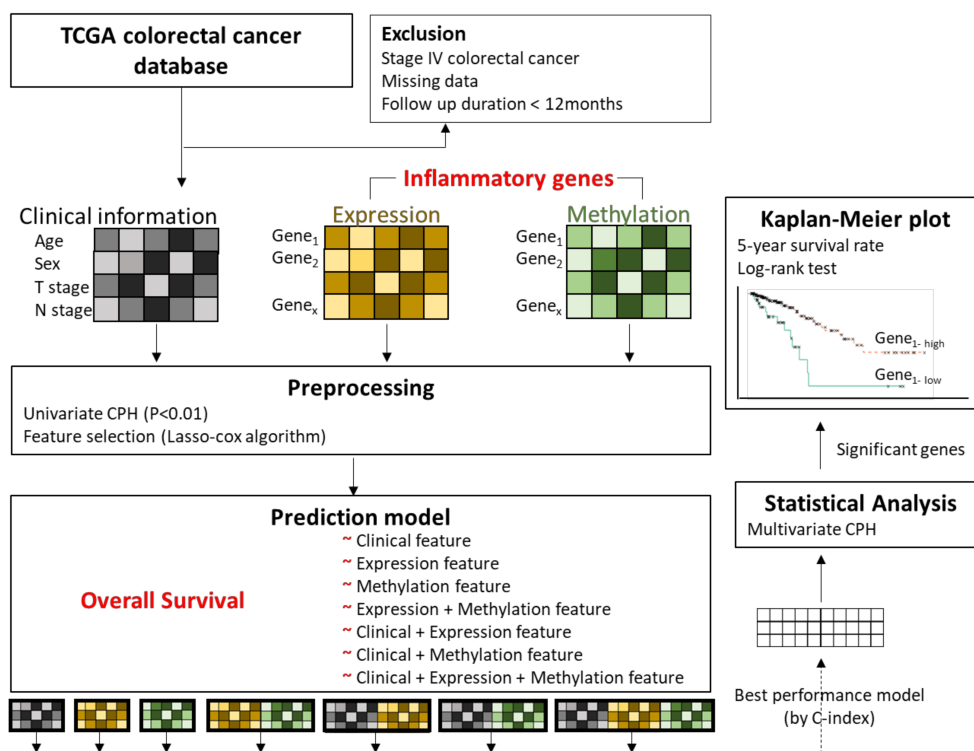 TCGA colorectal cancer
database
Exclusion
Stage IV colorectal cancer
Missing data
Follow up duration < 12months
Inflammatory genes
Clinical information
Age
Sex
T stage
N stage
Expression
Gene1
Gene2
Genex
Methylation
Gene1
Gene2
Genex
Preprocessing
Univariate CPH (P<0.01)
Feature selection (Lasso-cox algorithm)
Prediction model
Overall Survival
~ Clinical feature
~ Expression feature
~ Methylation feature
~ Expression + Methylation feature
~ Clinical + Expression feature
~ Clinical + Methylation feature
~ Clinical + Expression + Methylation feature
Kaplan-Meier plot
5-year survival rate
Log-rank test
Gene1- high
Gene1- low
Significant genes
Statistical Analysis
Multivariate CPH
Best performance model
(by C-index)